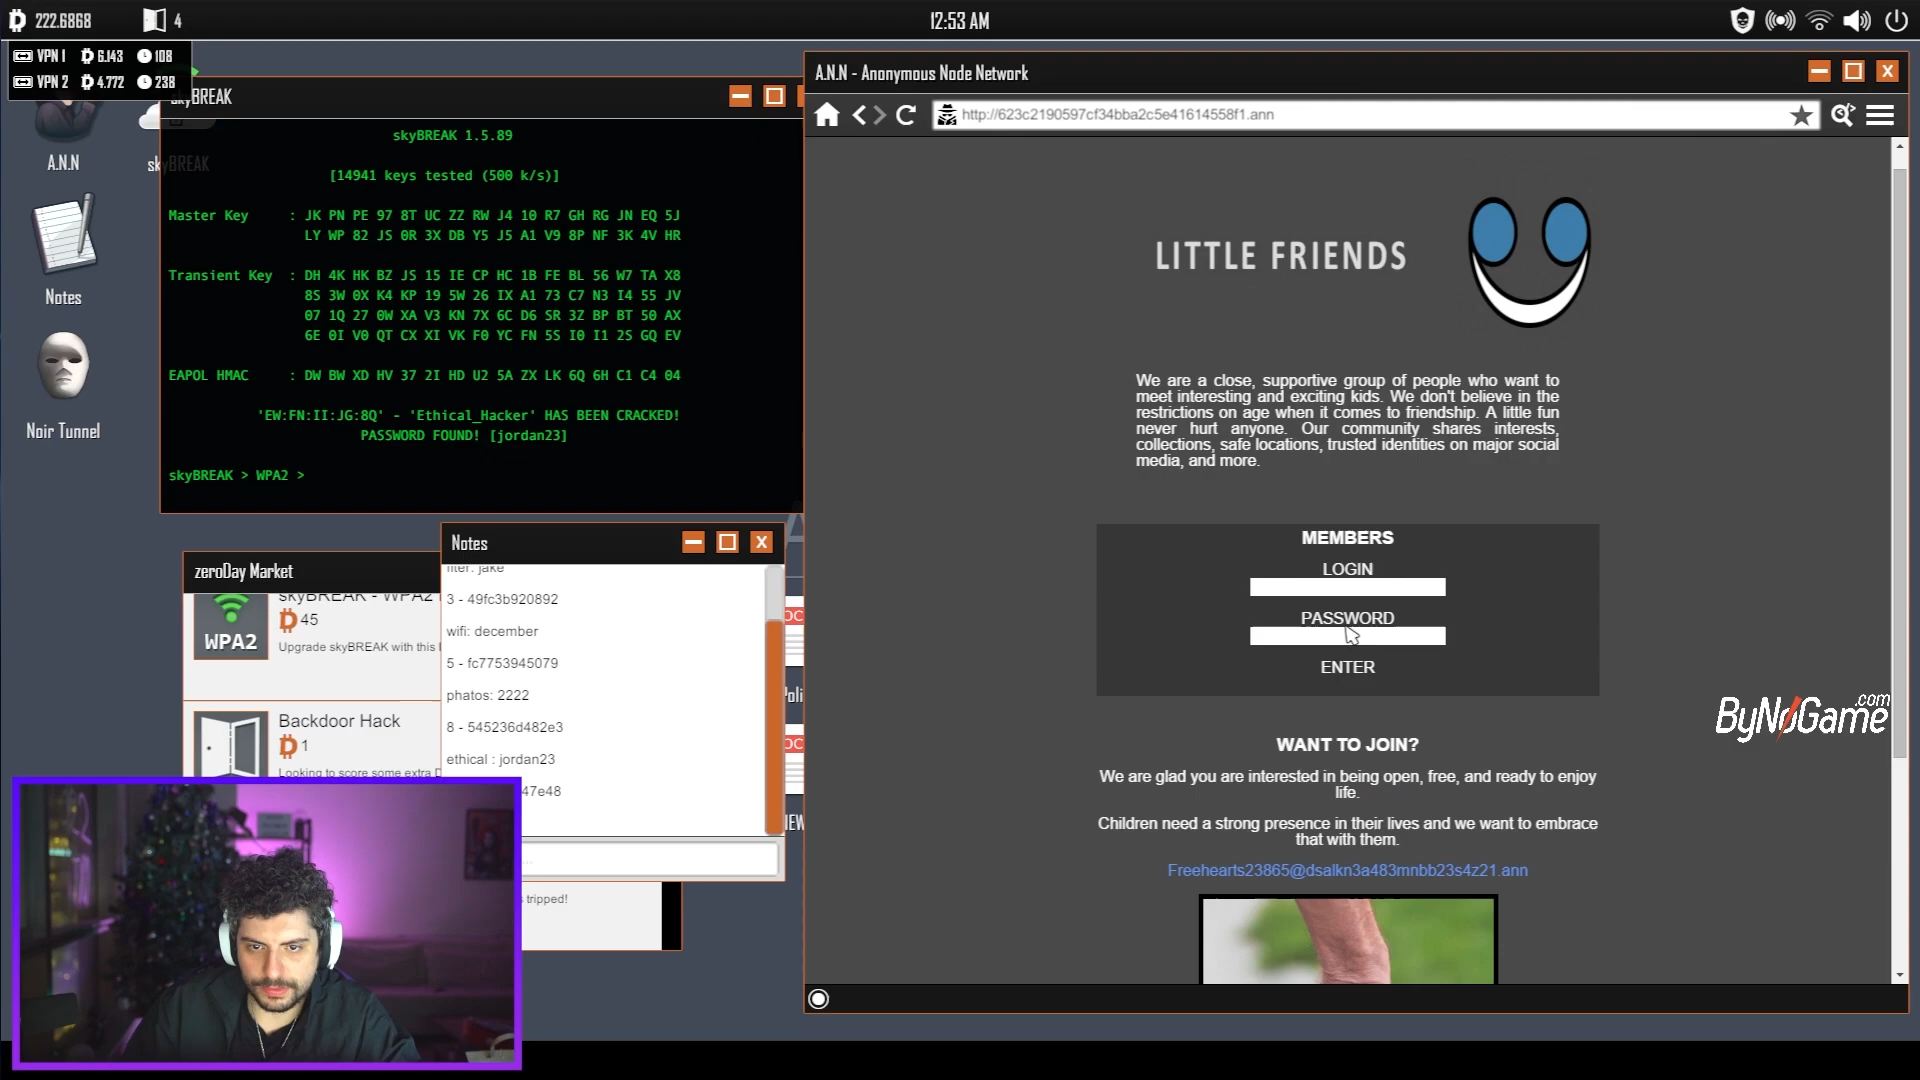 222.6868
4
12:53 AM
VPN 1 6.143 108
VPN 2 4.772 238
A.N.N
skyBREAK
Notes
Noir Tunnel
skyBREAK
skyBREAK 1.5.89
[14941 keys tested (500 k/s)]
Master Key : JK PN PE 97 8T UC ZZ RW J4 10 R7 GH RG JN EQ 5J
LY WP 82 JS 0R 3X DB Y5 J5 A1 V9 8P NF 3K 4V HR
Transient Key : DH 4K HK BZ JS 15 IE CP HC 1B FE BL 56 W7 TA X8
8S 3W 0X K4 KP 19 5W 26 IX A1 73 C7 N3 I4 55 JV
07 1Q 27 0W XA V3 KN 7X 6C D6 SR 3Z BP BT 50 AX
6E 0I V0 QT CX XI VK F0 YC FN 5S I0 I1 2S GQ EV
EAPOL HMAC : DW BW XD HV 37 2I HD U2 5A ZX LK 6Q 6H C1 C4 04
'EW:FN:II:JG:8Q' - 'Ethical_Hacker' HAS BEEN CRACKED!
PASSWORD FOUND! [jordan23]
skyBREAK > WPA2 >
zeroDay Market
skyBREAK - WPA2
45
WPA2
Upgrade skyBREAK with this
Backdoor Hack
1
Looking to score some extra
tripped!
Notes
jake
3 - 49fc3b920892
wifi: december
5 - fc7753945079
phatos: 2222
8 - 545236d482e3
ethical : jordan23
47e48
A.N.N - Anonymous Node Network
http://623c2190597cf34bba2c5e41614558f1.ann
LITTLE FRIENDS
We are a close, supportive group of people who want to
meet interesting and exciting kids. We don't believe in the
restrictions on age when it comes to friendship. A little fun
never hurt anyone. Our community shares interests,
collections, safe locations, trusted identities on major social
media, and more.
MEMBERS
LOGIN
PASSWORD
ENTER
WANT TO JOIN?
We are glad you are interested in being open, free, and ready to enjoy
life.
Children need a strong presence in their lives and we want to embrace
that with them.
Freehearts23865@dsalkn3a483mnbb23s4z21.ann
ByNoGame.com